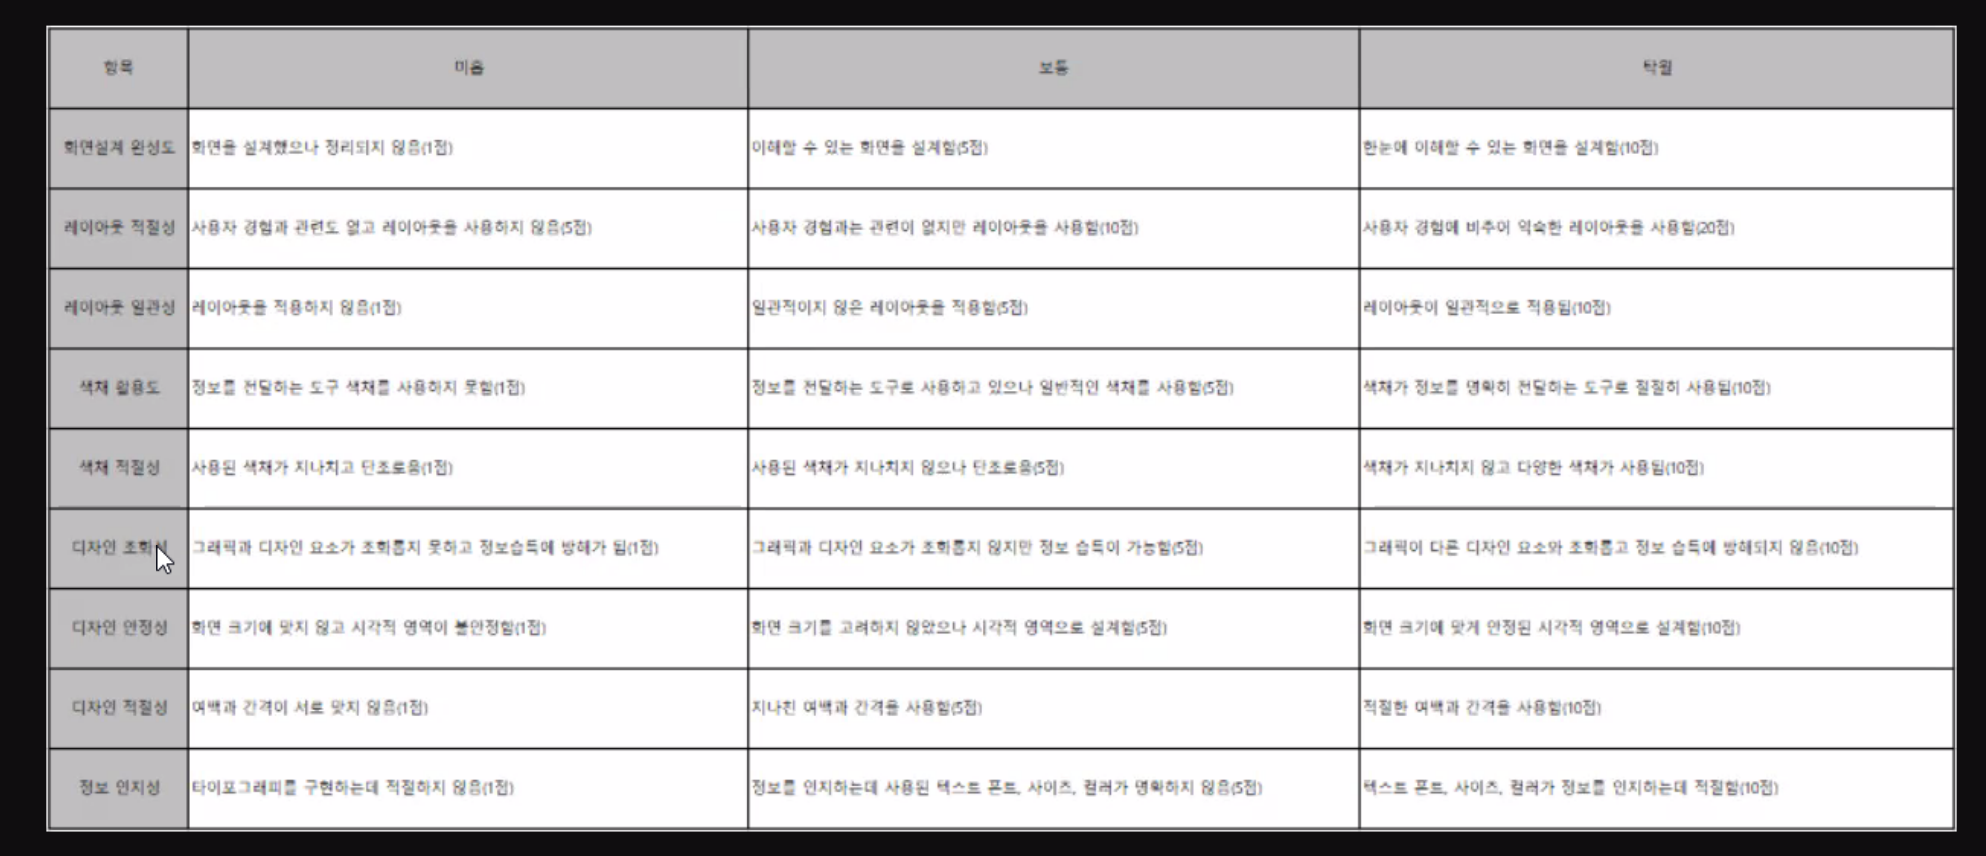 항목 미흡 보통 탁월
화면설계 완성도 화면을 설계했으나 정리되지 않음(1점) 이해할 수 있는 화면을 설계함(5점) 한눈에 이해할 수 있는 화면을 설계함(10점)
레이아웃 적절성 사용자 경험과 관련도 없고 레이아웃을 사용하지 않음(5점) 사용자 경험과는 관련이 없지만 레이아웃을 사용함(10점) 사용자 경험에 비추어 익숙한 레이아웃을 사용함(20점)
레이아웃 일관성 레이아웃을 적용하지 않음(1점) 일관적이지 않은 레이아웃을 적용함(5점) 레이아웃이 일관적으로 적용됨(10점)
색채 활용도 정보를 전달하는 도구 색채를 사용하지 못함(1점) 정보를 전달하는 도구로 사용하고 있으나 일반적인 색채를 사용함(5점) 색채가 정보를 명확히 전달하는 도구로 절절히 사용됨(10점)
색채 적절성 사용된 색채가 지나치고 단조로움(1점) 사용된 색채가 지나치지 않으나 단조로움(5점) 색채가 지나치지 않고 다양한 색채가 사용됨(10점)
디자인 그래픽과 디자인 요소가 조화롭지 못하고 정보습득에 방해가 됨(1점) 그래픽과 디자인 요소가 조화롭지 않지만 정보 습득이 가능함(5점) 그래픽이 다른 디자인 요소와 조화롭고 정보 습득에 방해되지 않음(10점)
디자인 안정성 화면 크기에 맞지 않고 시각적 영역이 불안정함(1점) 화면 크기를 고려하지 않았으나 시각적 영역으로 설계함(5점) 화면 크기에 맞게 안정된 시각적 영역으로 설계함(10점)
디자인 적절성 여백과 간격이 서로 맞지 않음(1점) 지나친 여백과 간격을 사용함(5점) 적절한 여백과 간격을 사용함(10점)
정보 인지성 타이포그래피를 구현하는데 적절하지 않음(1점) 정보를 인지하는데 사용된 텍스트 폰트, 사이즈, 컬러가 명확하지 않음(5점) 텍스트 폰트, 사이즈, 컬러가 정보를 인지하는데 적절함(10점)